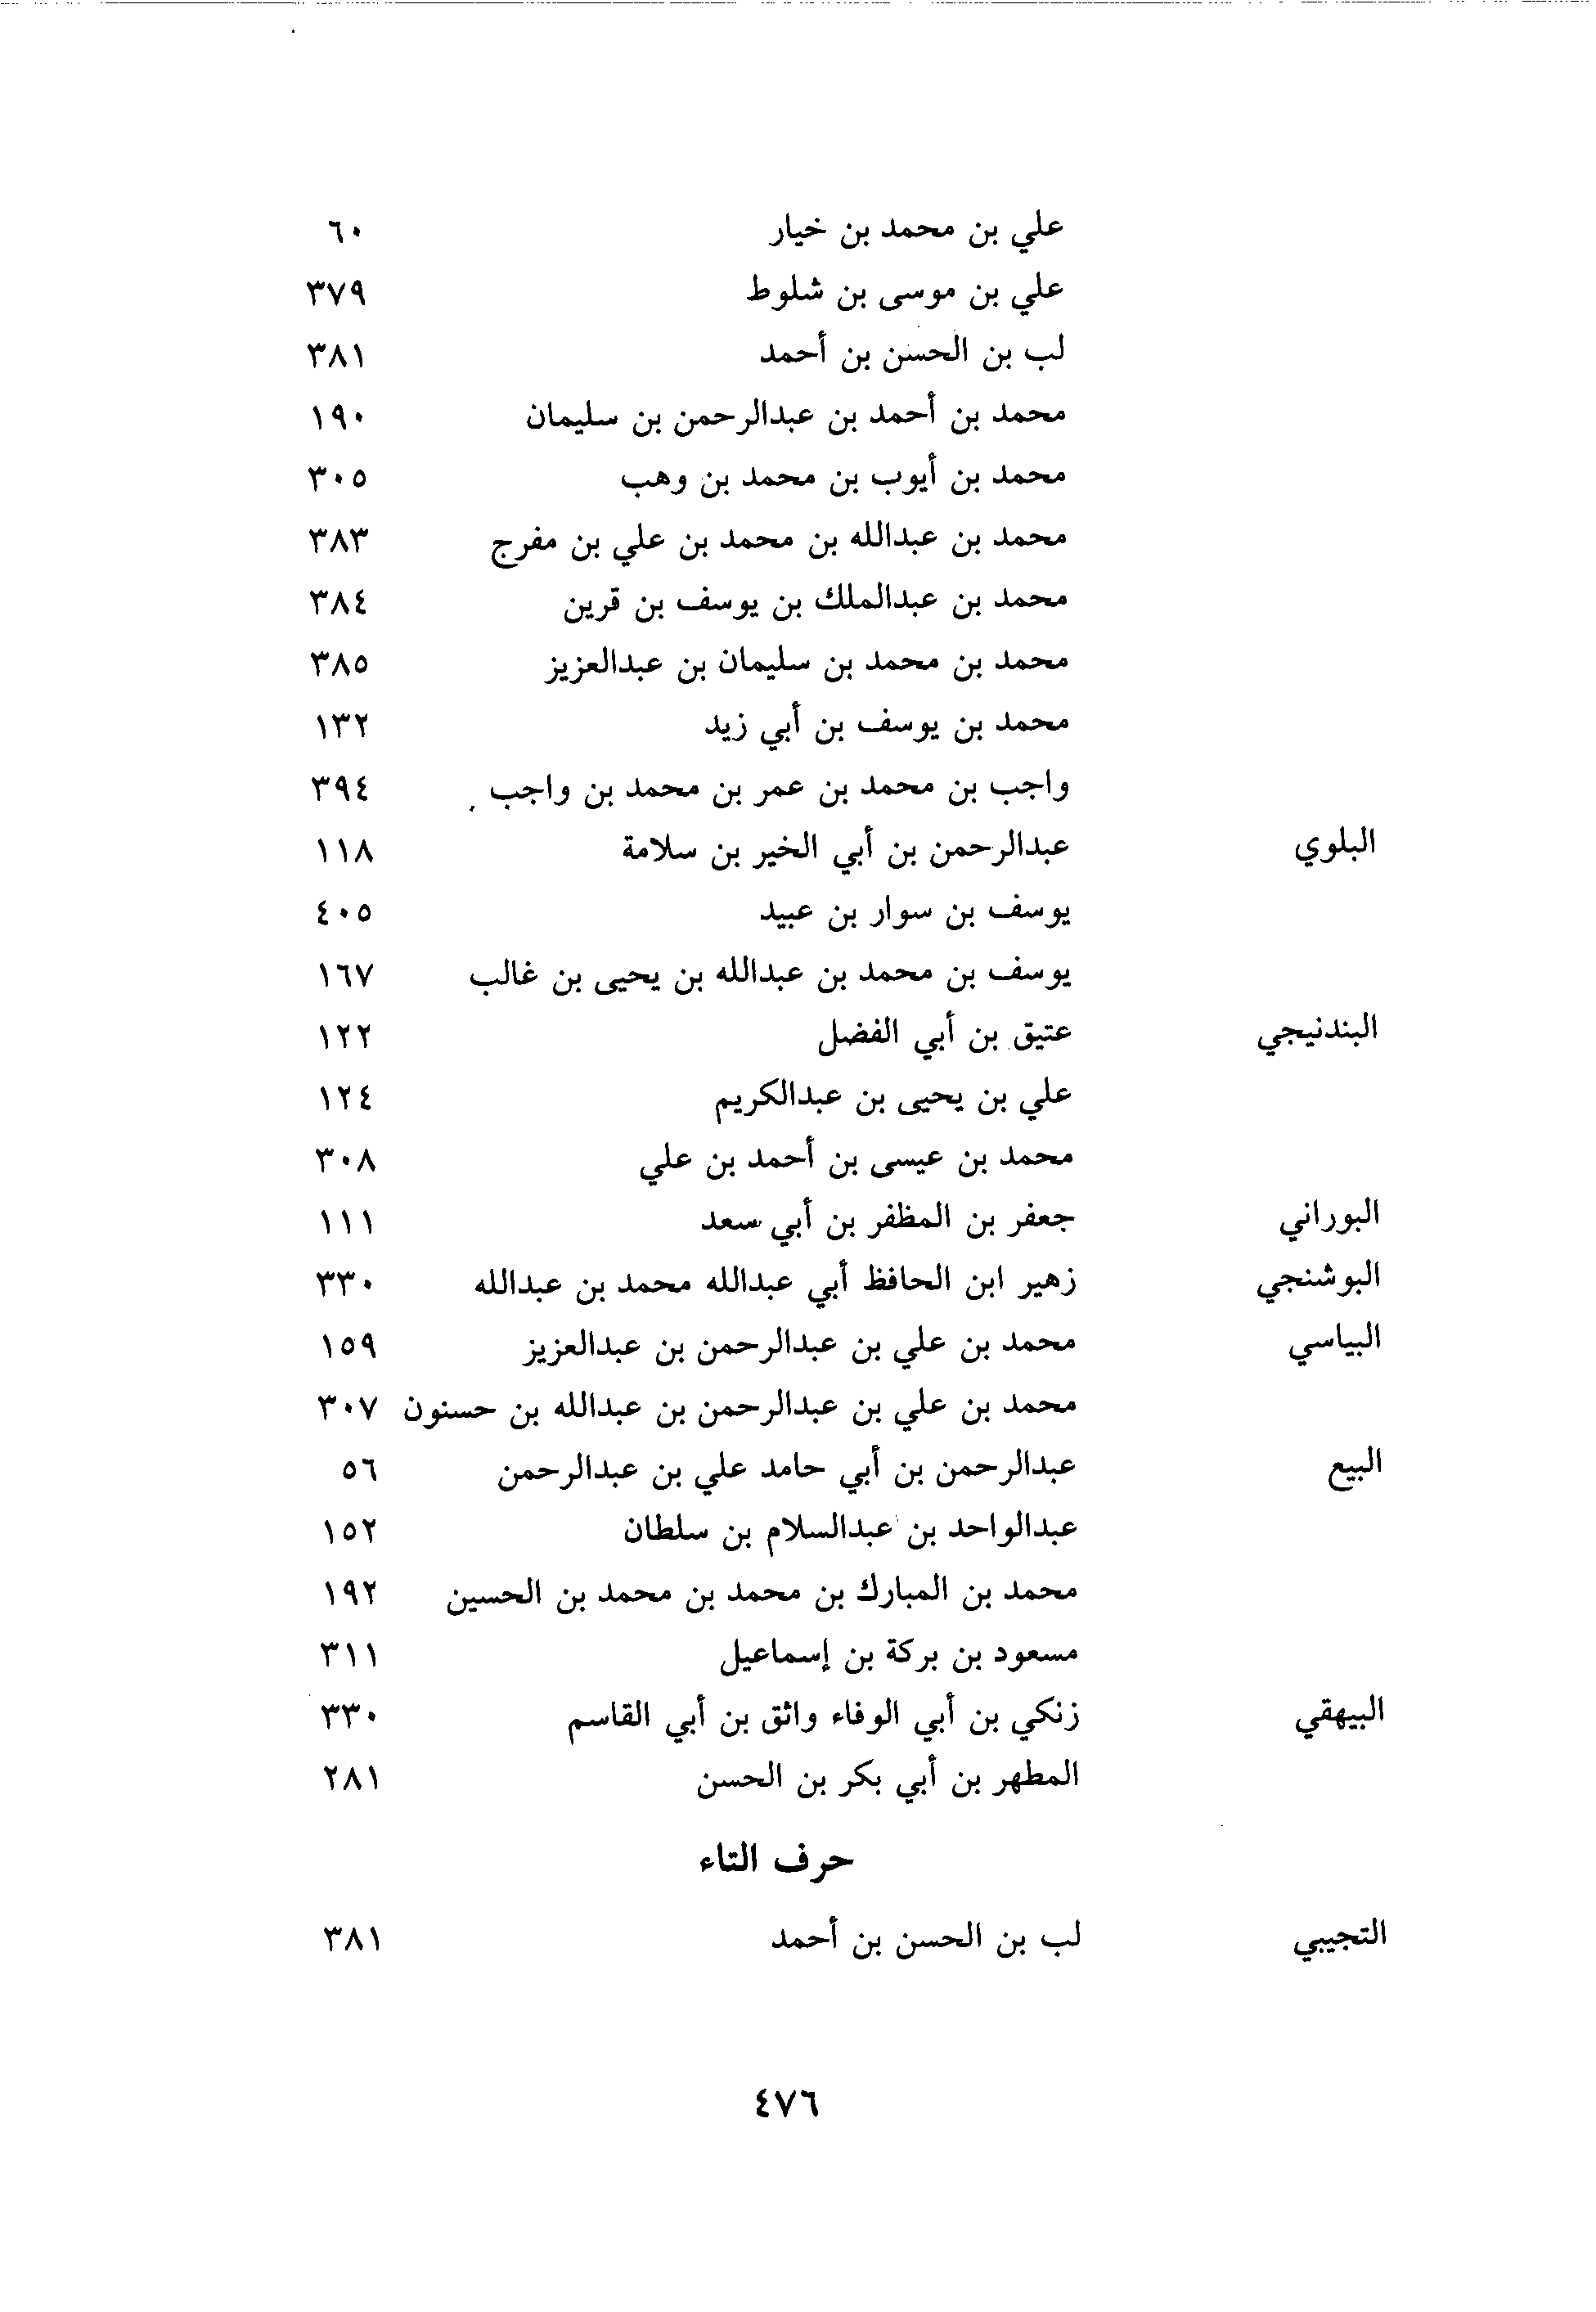 علي بن محمد بن خيار ٦٠
علي بن موسى بن شلوط ٣٧٩
لب بن الحسن بن أحمد ٣٨١
محمد بن أحمد بن عبدالرحمن بن سليمان ١٩٠
محمد بن أيوب بن محمد بن وهب ٣٠٥
محمد بن عبدالله بن محمد بن علي بن مفرج ٣٨٣
محمد بن عبدالملك بن يوسف بن قرين ٣٨٤
محمد بن محمد بن سليمان بن عبدالعزيز ٣٨٥
محمد بن يوسف بن أبي زيد ١٣٢
واجب بن محمد بن عمر بن محمد بن واجب ٣٩٤
البلوي عبدالرحمن بن أبي الخير بن سلامة ١١٨
يوسف بن سوار بن عبيد ٤٠٥
يوسف بن محمد بن عبدالله بن يحيى بن غالب ١٦٧
البندنيجي عتيق بن أبي الفضل ١٢٢
علي بن يحيى بن عبدالكريم ١٢٤
محمد بن عيسى بن أحمد بن علي ٣٠٨
البوراني جعفر بن المظفر بن أبي سعد ١١١
البوشنجي زهير ابن الحافظ أبي عبدالله محمد بن عبدالله ٣٣٠
البياسي محمد بن علي بن عبدالرحمن بن عبدالعزيز ١٥٩
محمد بن علي بن عبدالرحمن بن عبدالله بن حسنون ٣٠٧
البيع عبدالرحمن بن أبي حامد علي بن عبدالرحمن ٥٦
عبدالواحد بن عبدالسلام بن سلطان ١٥٢
محمد بن المبارك بن محمد بن محمد بن الحسين ١٩٢
مسعود بن بركة بن إسماعيل ٣١١
البيهقي زنكي بن أبي الوفاء واثق بن أبي القاسم ٣٣٠
المطهر بن أبي بكر بن الحسن ٢٨١
حرف التاء
التجيبي لب بن الحسن بن أحمد ٣٨١
٤٧٦